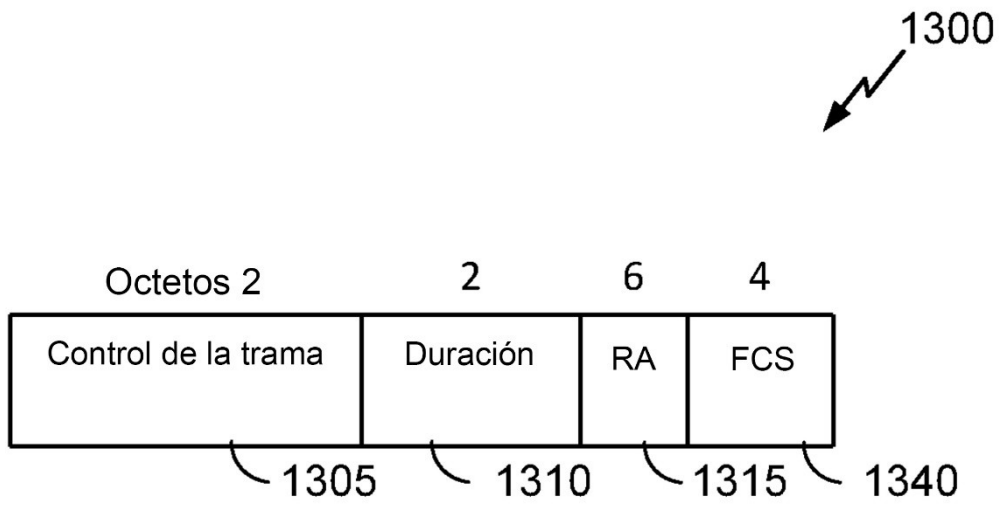 1300
Octetos 2 2 6 4
Control de la trama Duración RA FCS
1305 1310 1315 1340